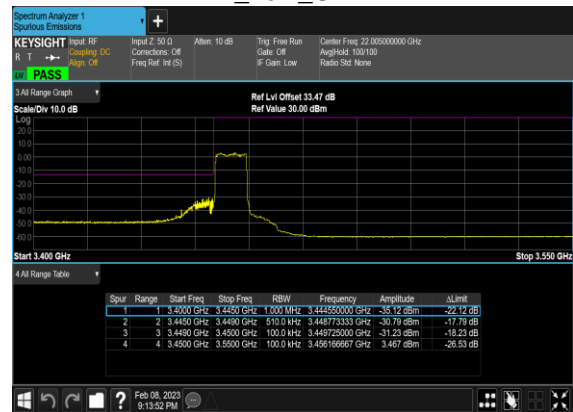 Spectrum Analyzer 1
Spurious Emissions
KEYSIGHT Input: RF Input Z: 50 Ω Atten: 10 dB Trig: Free Run Center Freq: 22.005000000 GHz
R T Coupling: DC Corrections: Off Gate: Off Avg|Hold: 100/100
Align: Off Freq Ref: Int (S) IF Gain: Low Radio Std: None
PASS
3 All Range Graph
Ref Lvl Offset 33.47 dB
Scale/Div 10.0 dB Ref Value 30.00 dBm
Log
20.0
10.0
0.00
-10.0
-20.0
-30.0
-40.0
-50.0
-60.0
Start 3.400 GHz Stop 3.550 GHz
4 All Range Table
Spur Range Start Freq Stop Freq RBW Frequency Amplitude ΔLimit
1 1 3.4000 GHz 3.4450 GHz 1.000 MHz 3.444550000 GHz -35.12 dBm -22.12 dB
2 2 3.4450 GHz 3.4490 GHz 510.0 kHz 3.448773333 GHz -30.79 dBm -17.79 dB
3 3 3.4490 GHz 3.4500 GHz 100.0 kHz 3.449725000 GHz -31.23 dBm -18.23 dB
4 4 3.4500 GHz 3.5500 GHz 100.0 kHz 3.456166667 GHz 3.467 dBm -26.53 dB
? Feb 08, 2023
9:13:52 PM